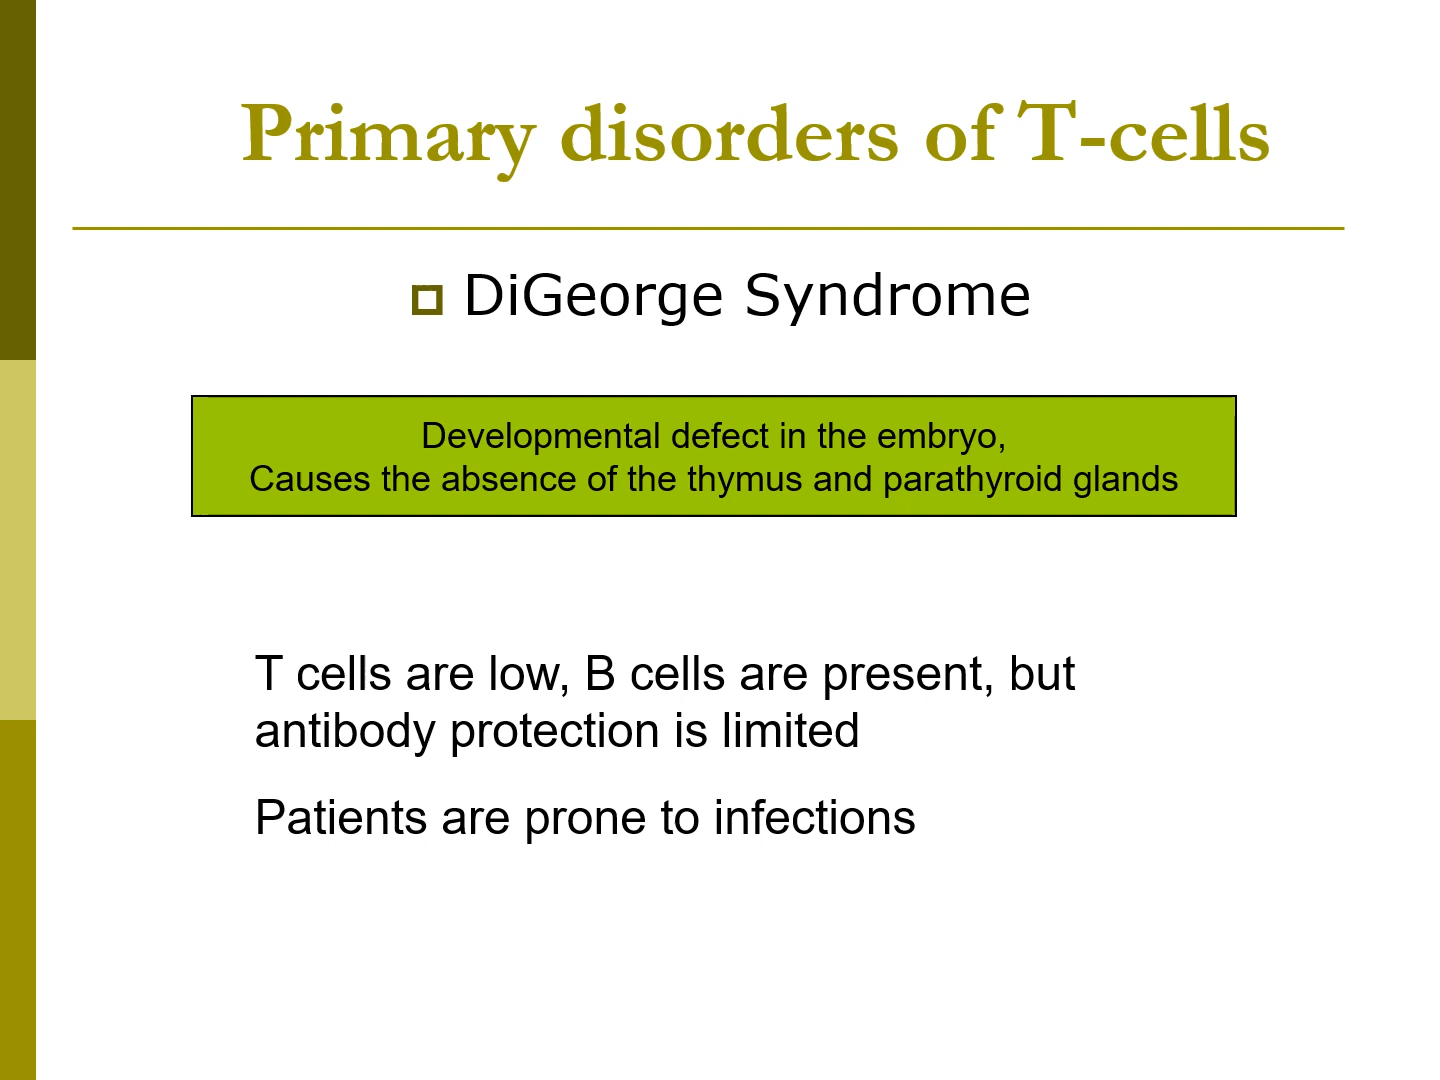 Primary disorders of T-cells
DiGeorge Syndrome
Developmental defect in the embryo,
Causes the absence of the thymus and parathyroid glands
T cells are low, B cells are present, but
antibody protection is limited
Patients are prone to infections